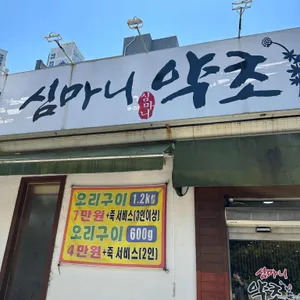 심마니 약초
심마니
오리구이 1.2kg
7만원 +죽 서비스(3인이상)
오리구이 600g
4만원 +죽 서비스(2인)
심마니
약초